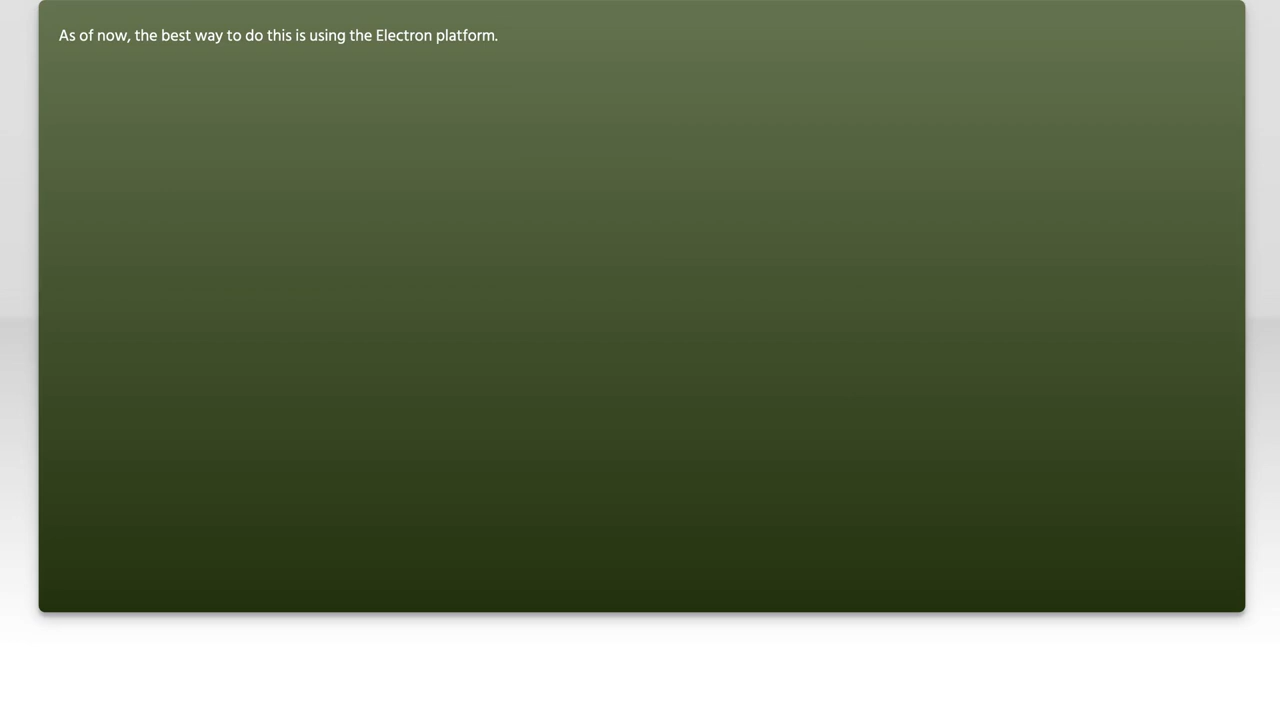 As of now, the best way to do this is using the Electron platform.